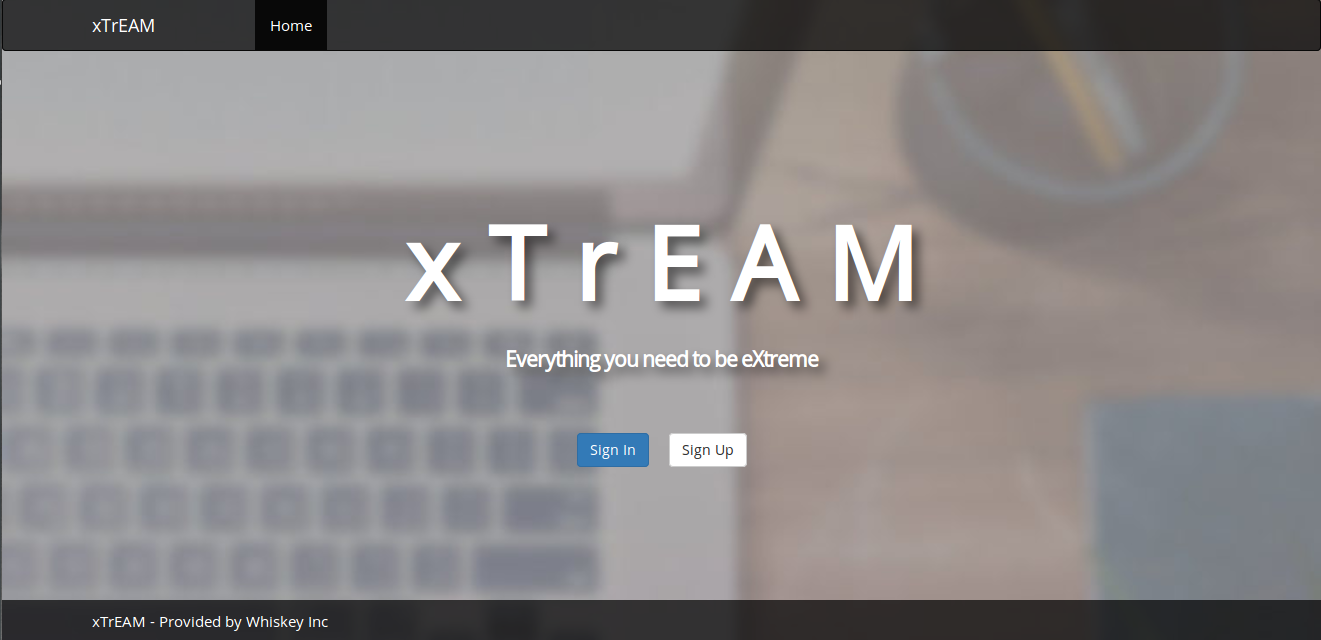 xTrEAM Home
xTrEAM
Everything you need to be eXtreme
Sign In Sign Up
xTrEAM - Provided by Whiskey Inc